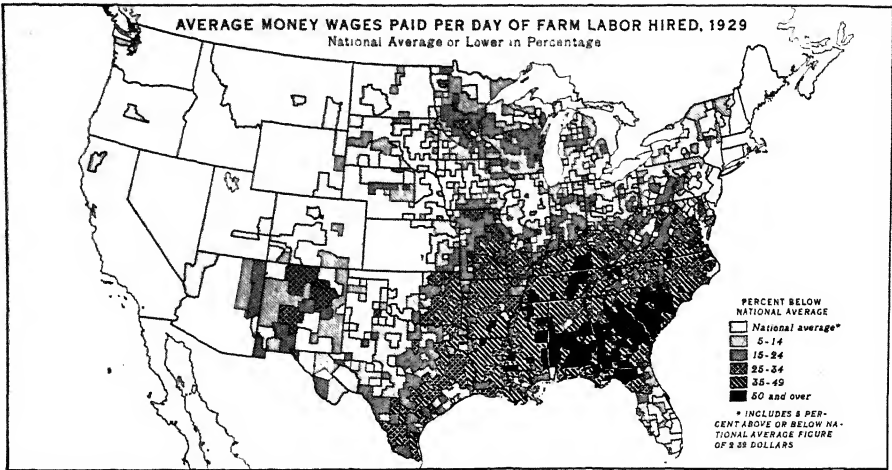 AVERAGE MONEY WAGES PAID PER DAY OF FARM LABOR HIRED, 1929
National Average or Lower in Percentage
PERCENT BELOW
NATIONAL AVERAGE
National average*
5-14
15-24
25-34
35-49
50 and over
* INCLUDES 5 PER-
CENT ABOVE OR BELOW NA-
TIONAL AVERAGE FIGURE
OF DOLLARS